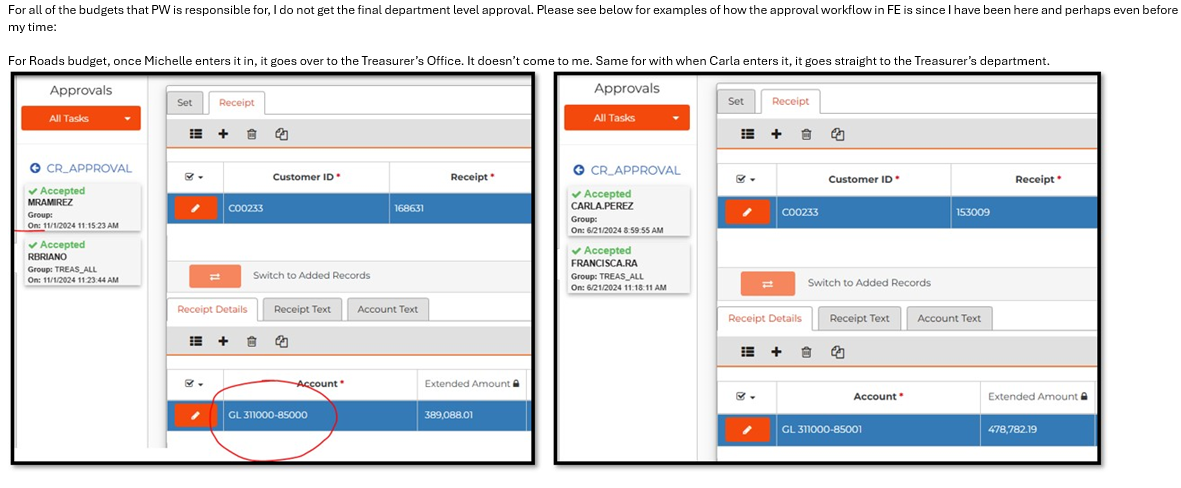 For all of the budgets that PW is responsible for, I do not get the final department level approval. Please see below for examples of how the approval workflow in FE is since I have been here and perhaps even before
my time:
For Roads budget, once Michelle enters it in, it goes over to the Treasurer's Office. It doesn't come to me. Same for with when Carla enters it, it goes straight to the Treasurer's department.
Approvals
All Tasks
CR_APPROVAL
Accepted
MRAMIREZ
Group:
On: 11/1/2024 11:15:23 AM
Accepted
RBRIANO
Group: TREAS_ALL
On: 11/1/2024 11:23:44 AM
Set Receipt
Customer ID * Receipt *
C00233 168631
Switch to Added Records
Receipt Details Receipt Text Account Text
Account * Extended Amount
GL 311000-85000 389,088.01
Approvals
All Tasks
CR_APPROVAL
Accepted
CARLA.PEREZ
Group:
On: 6/21/2024 8:59:55 AM
Accepted
FRANCISCA.RA
Group: TREAS_ALL
On: 6/21/2024 11:18:11 AM
Set Receipt
Customer ID * Receipt *
C00233 153009
Switch to Added Records
Receipt Details Receipt Text Account Text
Account * Extended Amount
GL 311000-85001 478,782.19